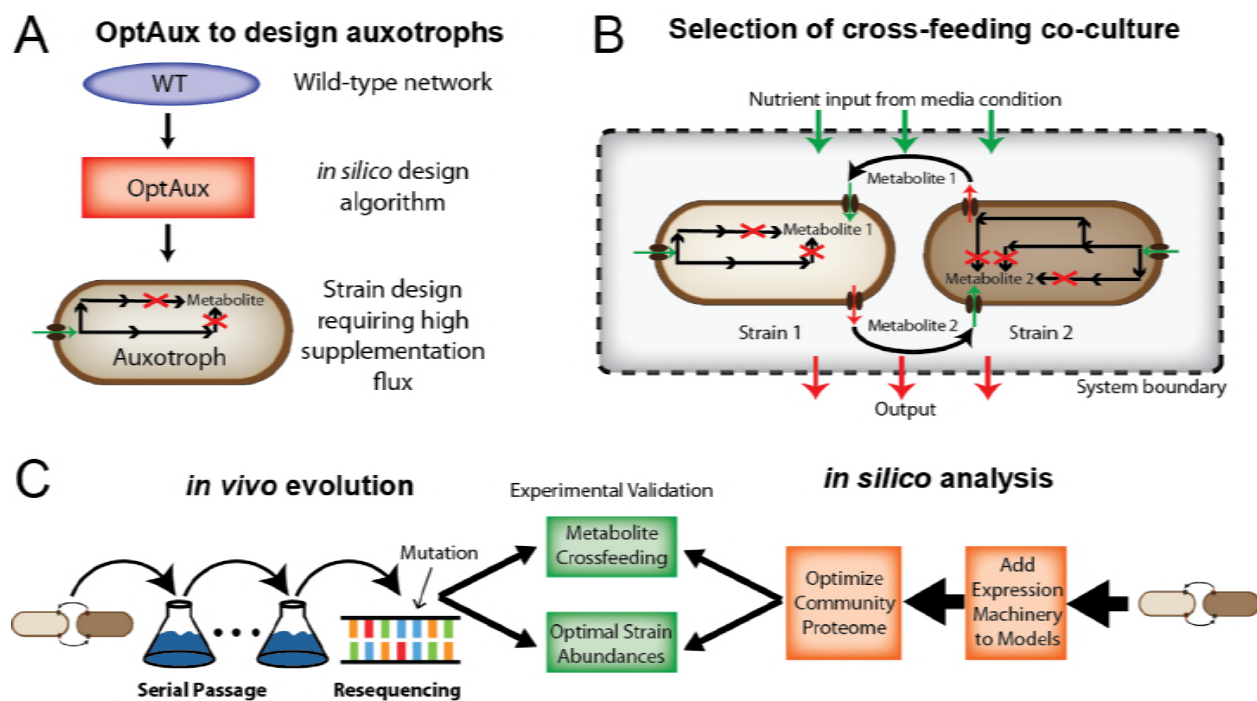 A
OptAux to design auxotrophs
WT
Wild-type network
OptAux
in silico design
algorithm
Metabolite
Auxotroph
Strain design
requiring high
supplementation
flux
B
Selection of cross-feeding co-culture
Nutrient input from media condition
Metabolite 1
Metabolite 1
Metabolite 2
Strain 1
Metabolite 2
Strain 2
System boundary
Output
C
in vivo evolution
Mutation
Serial Passage
Resequencing
Experimental Validation
Metabolite
Crossfeeding
Optimal Strain
Abundances
in silico analysis
Optimize
Community
Proteome
Add
Expression
Machinery
to Models